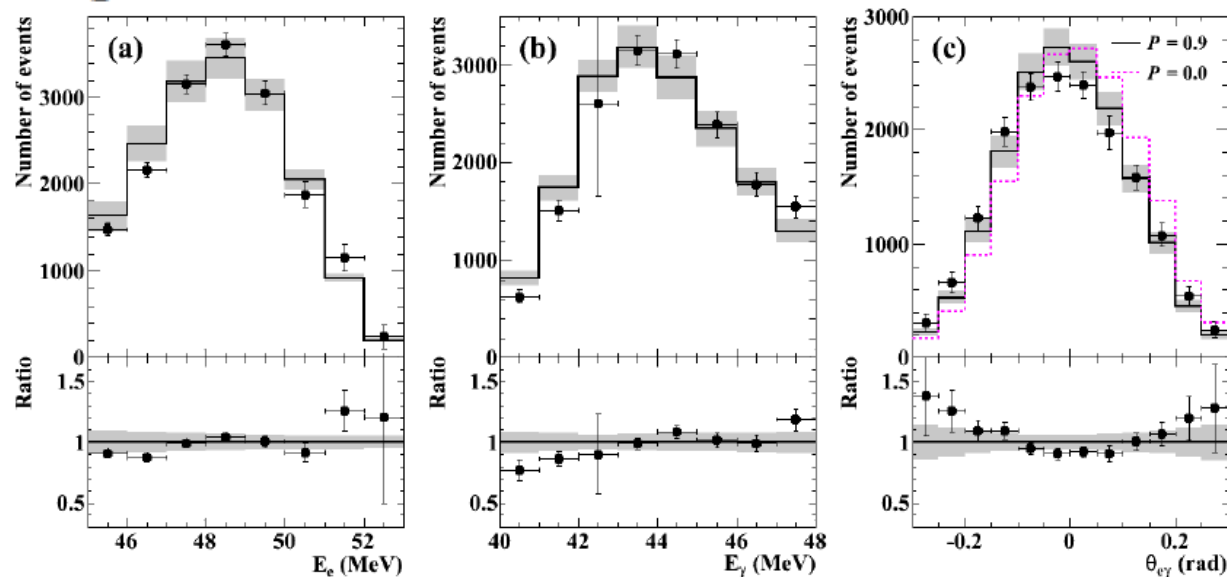 (a)
Number of events
3000
2000
1000
0
Ratio
1.5
1
0.5
46 48 50 52
E_e (MeV)
(b)
Number of events
3000
2000
1000
0
Ratio
1.5
1
0.5
40 42 44 46 48
E_γ (MeV)
(c)
P = 0.9
P = 0.0
Number of events
3000
2000
1000
0
Ratio
1.5
1
0.5
-0.2 0 0.2
θ_eγ (rad)